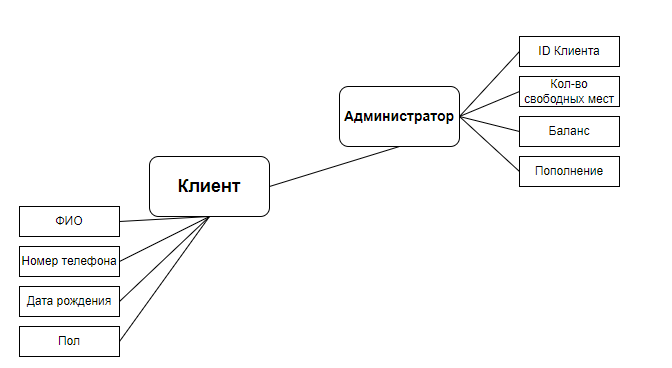 ID Клиента
Кол-во
свободных мест
Администратор
Баланс
Пополнение
Клиент
ФИО
Номер телефона
Дата рождения
Пол